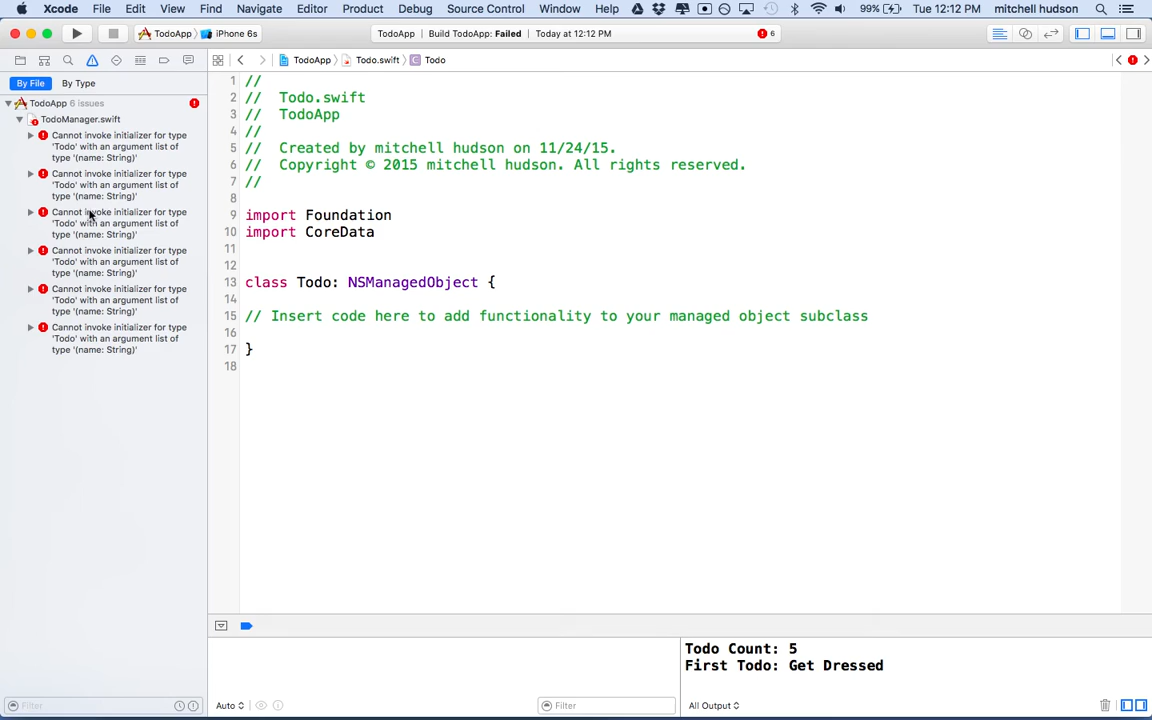 Xcode File Edit View Find Navigate Editor Product Debug Source Control Window Help 99% Tue 12:12 PM mitchell hudson
TodoApp iPhone 6s TodoApp | Build TodoApp: Failed | Today at 12:12 PM 6
TodoApp Todo.swift C Todo
By File By Type
TodoApp 6 issues
TodoManager.swift
Cannot invoke initializer for type
'Todo' with an argument list of
type '(name: String)'
Cannot invoke initializer for type
'Todo' with an argument list of
type '(name: String)'
Cannot invoke initializer for type
'Todo' with an argument list of
type '(name: String)'
Cannot invoke initializer for type
'Todo' with an argument list of
type '(name: String)'
Cannot invoke initializer for type
'Todo' with an argument list of
type '(name: String)'
Cannot invoke initializer for type
'Todo' with an argument list of
type '(name: String)'
Filter
1 //
2 // Todo.swift
3 // TodoApp
4 //
5 // Created by mitchell hudson on 11/24/15.
6 // Copyright © 2015 mitchell hudson. All rights reserved.
7 //
8
9 import Foundation
10 import CoreData
11
12
13 class Todo: NSManagedObject {
14
15 // Insert code here to add functionality to your managed object subclass
16
17 }
18
Todo Count: 5
First Todo: Get Dressed
Auto Filter All Output